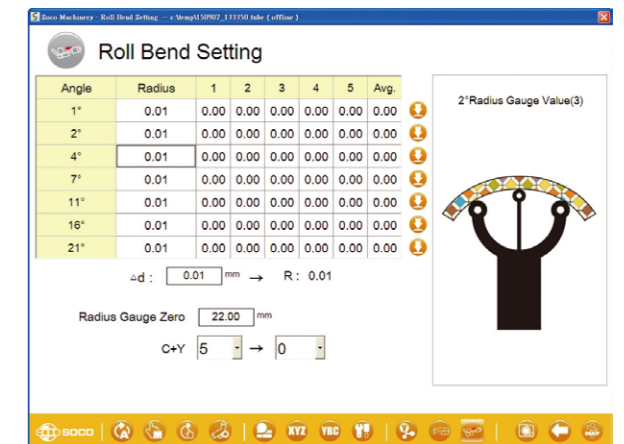 Soco Machinery - Roll Bend Setting -- c:\temp\150907_133350 tube ( offline )
Roll Bend Setting
Angle Radius 1 2 3 4 5 Avg.
1° 0.01 0.00 0.00 0.00 0.00 0.00 0.00
2° 0.01 0.00 0.00 0.00 0.00 0.00 0.00
4° 0.01 0.00 0.00 0.00 0.00 0.00 0.00
7° 0.01 0.00 0.00 0.00 0.00 0.00 0.00
11° 0.01 0.00 0.00 0.00 0.00 0.00 0.00
16° 0.01 0.00 0.00 0.00 0.00 0.00 0.00
21° 0.01 0.00 0.00 0.00 0.00 0.00 0.00
2°Radius Gauge Value(3)
△d : 0.01 mm → R : 0.01
Radius Gauge Zero 22.00 mm
C+Y 5 → 0
SOCO XYZ YBC